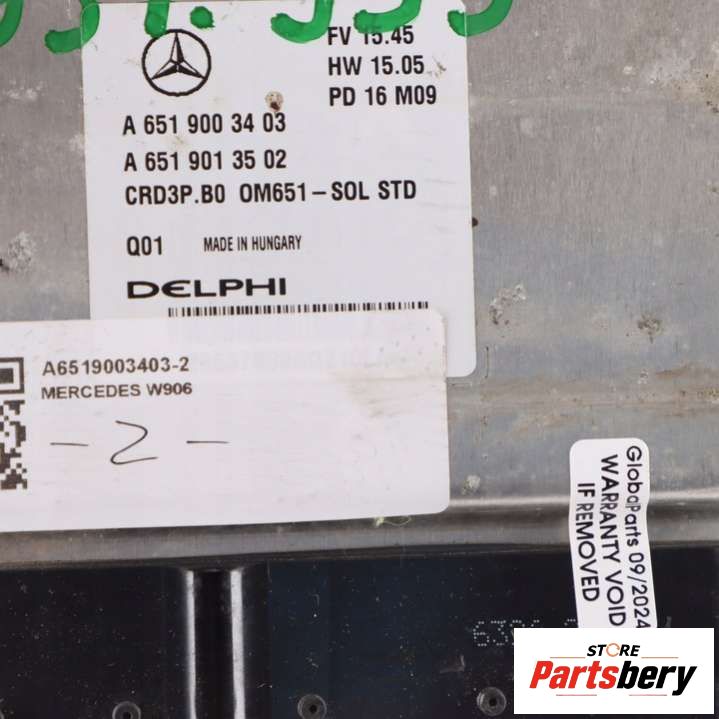 FV 15.45
HW 15.05
PD 16 M09
A 651 900 34 03
A 651 901 35 02
CRD3P.B0 OM651-SOL STD
Q01 MADE IN HUNGARY
DELPHI
A6519003403-2
MERCEDES W906
- 2 -
GlobalParts 09/2024
WARRANTY VOID
IF REMOVED
STORE
Partsbery